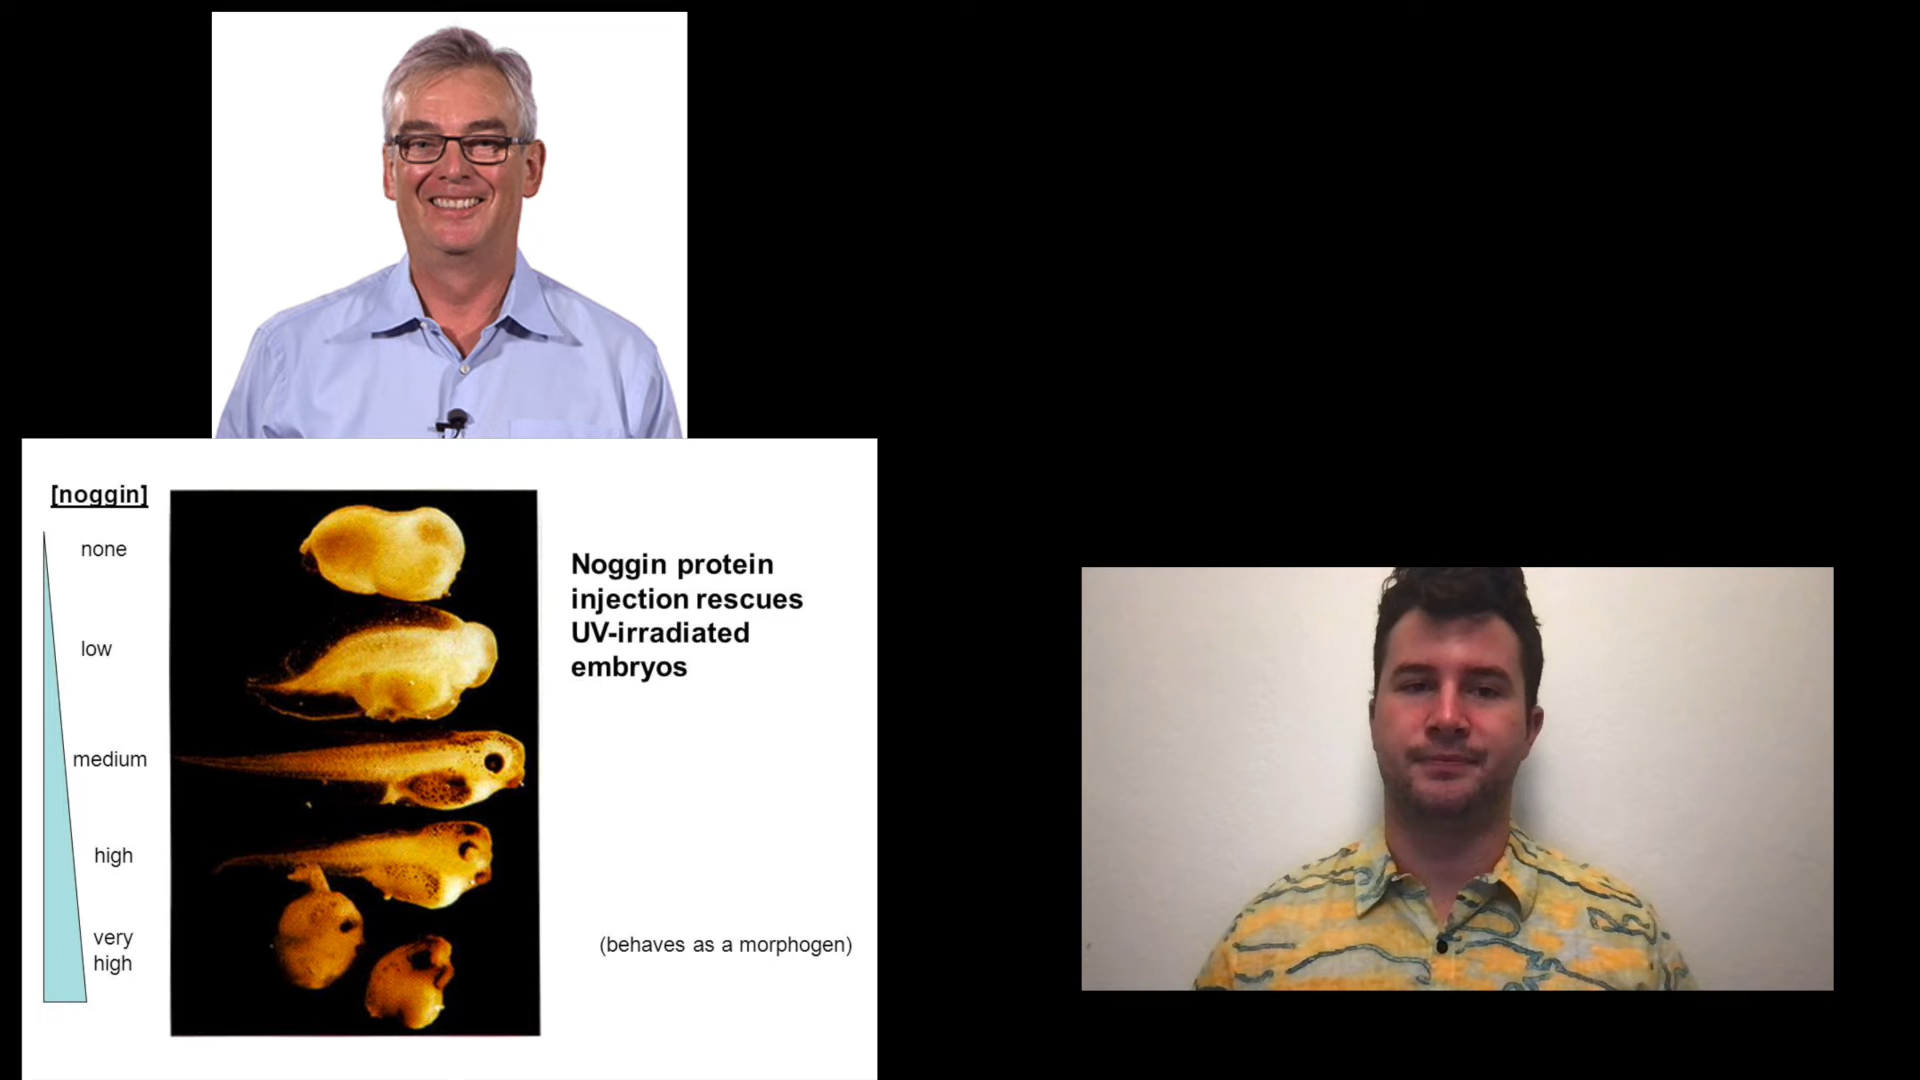 [noggin]
none
low
medium
high
very
high
Noggin protein
injection rescues
UV-irradiated
embryos
(behaves as a morphogen)